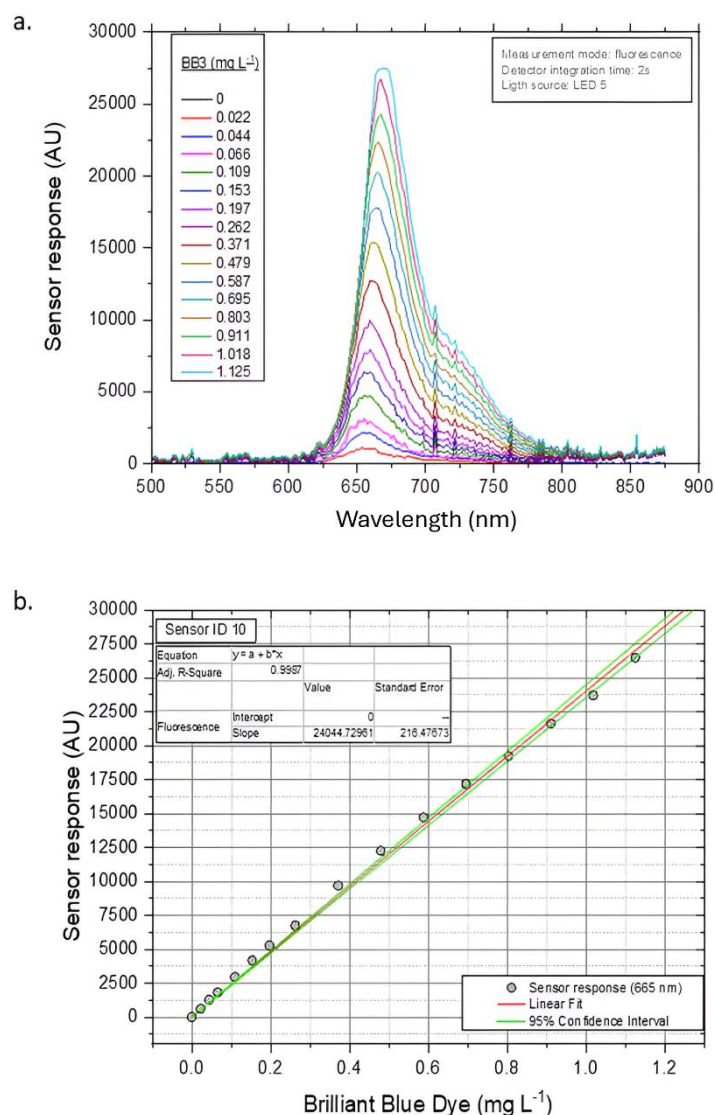 a.
30000
25000
20000
15000
10000
5000
0
Sensor response (AU)
BB3 (mg L-1)
0
0.022
0.044
0.066
0.109
0.153
0.197
0.262
0.371
0.479
0.587
0.695
0.803
0.911
1.018
1.125
Measurement mode: fluorescance
Detector integration time: 2s
Ligth source: LED 5
500 550 600 650 700 750 800 850 900
Wavelength (nm)
b.
30000
27500
25000
22500
20000
17500
15000
12500
10000
7500
5000
2500
0
Sensor response (AU)
Sensor ID 10
Equation y = a + b*x
Adj. R-Square 0.9987
Value Standard Error
Fluorescence Intercept 0 --
Slope 24044.72961 216.47673
Sensor response (665 nm)
Linear Fit
95% Confidence Interval
0.0 0.2 0.4 0.6 0.8 1.0 1.2
Brilliant Blue Dye (mg L-1)